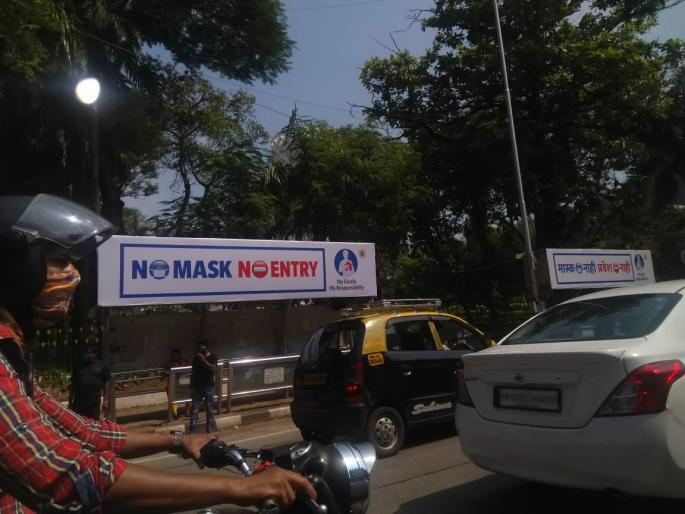 NO MASK NO ENTRY
My Family
My Responsibility
मास्क नाही प्रवेश नाही